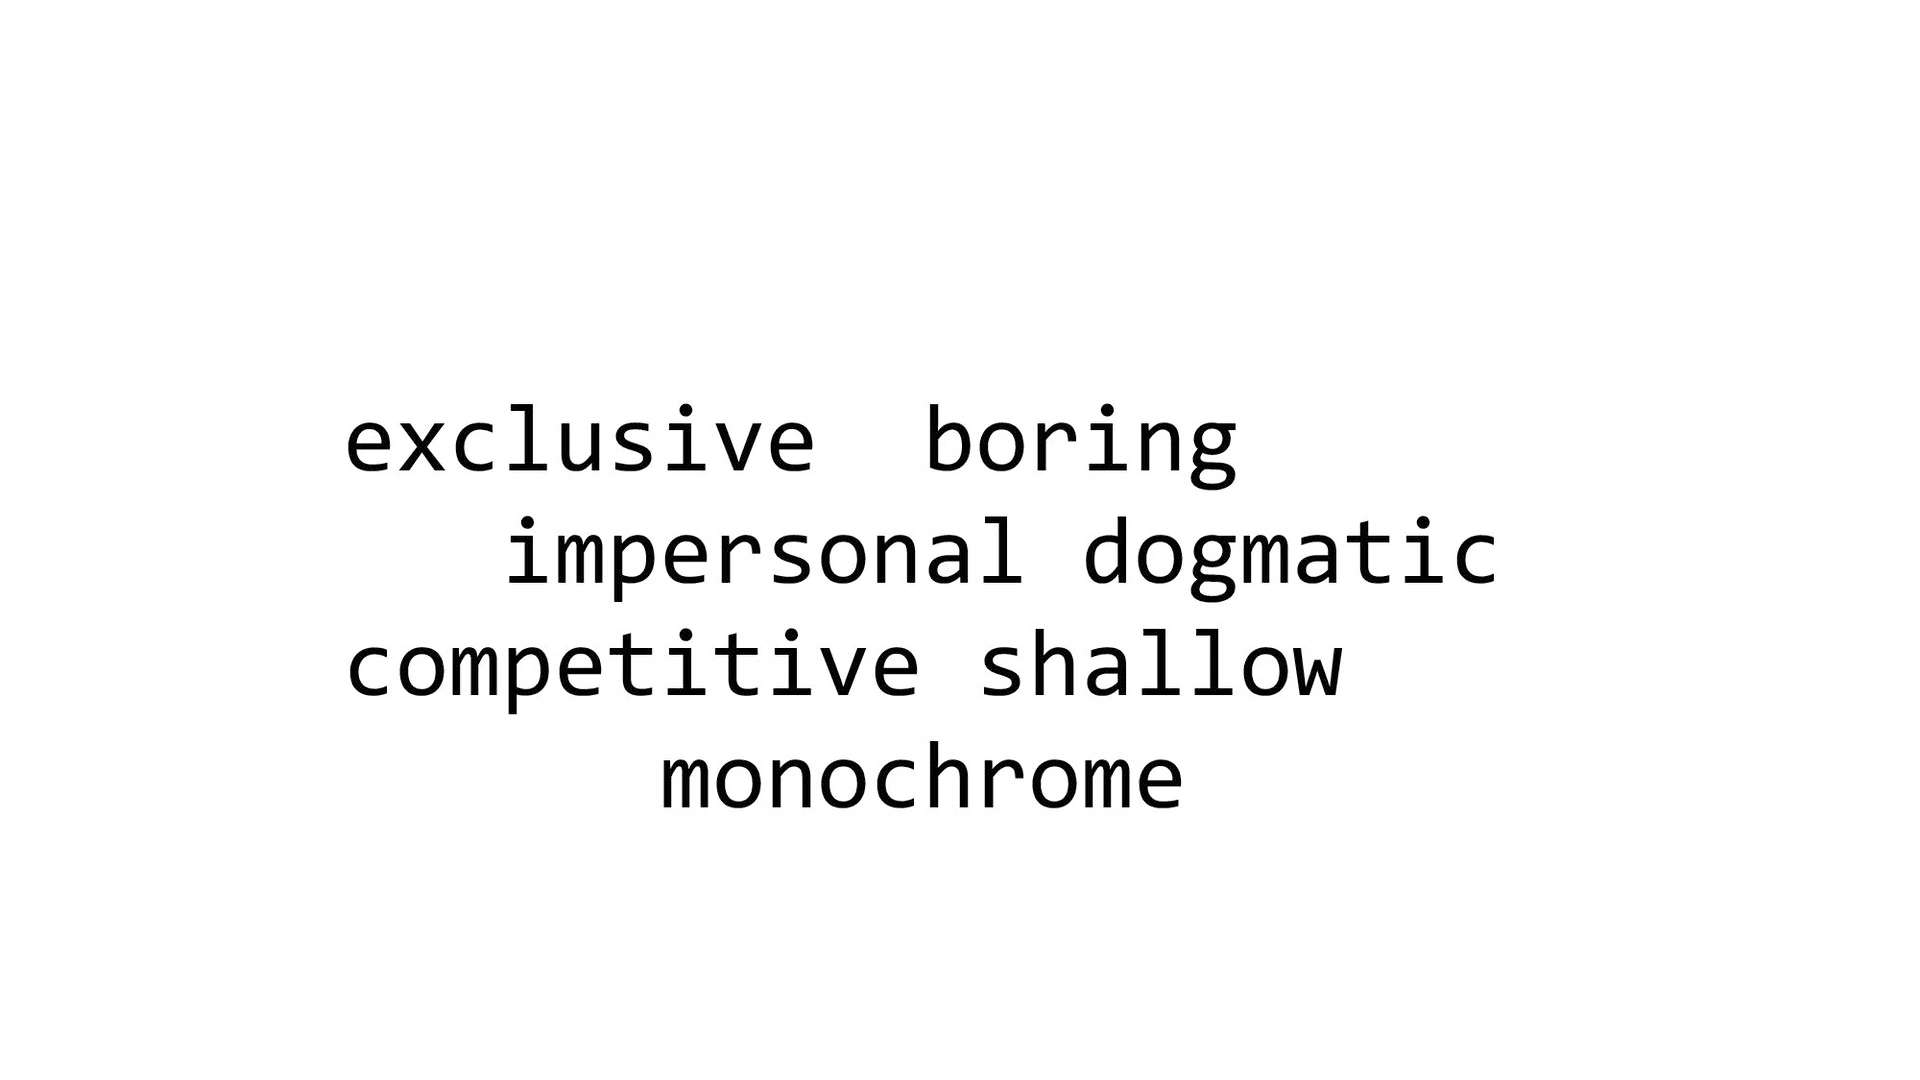 exclusive  boring
impersonal dogmatic
competitive shallow
monochrome